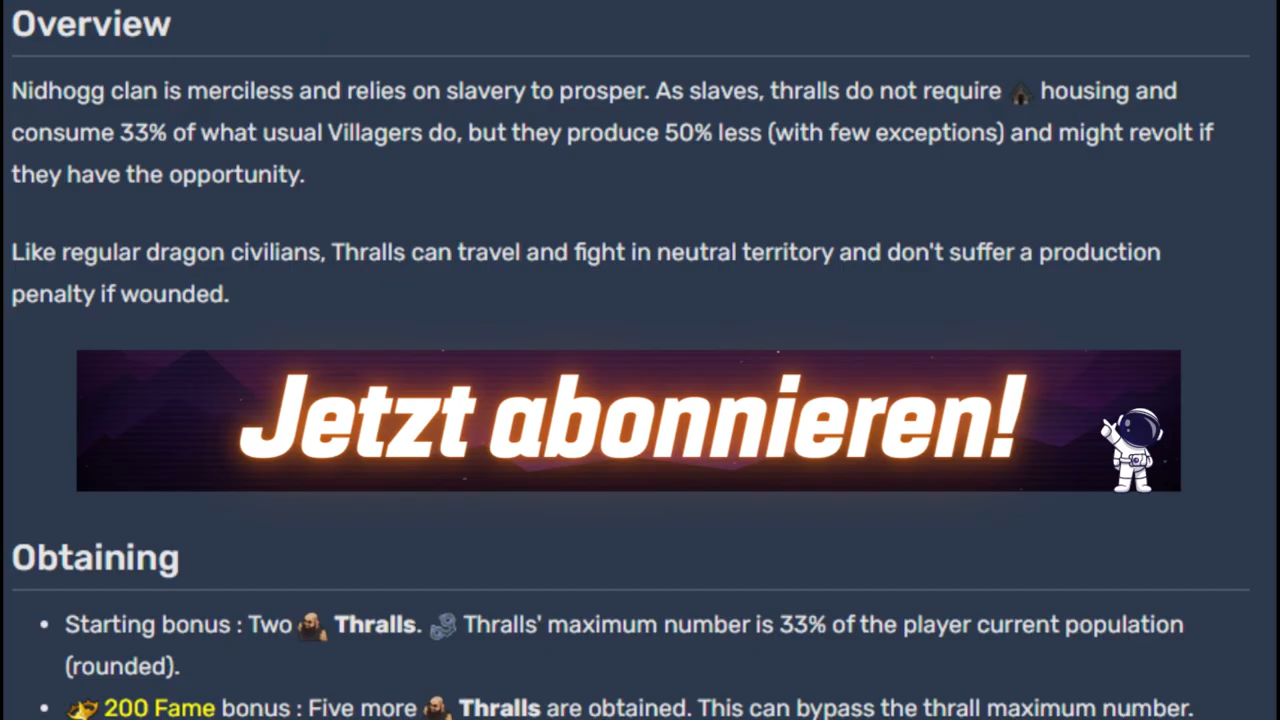 Overview
Nidhogg clan is merciless and relies on slavery to prosper. As slaves, thralls do not require housing and
consume 33% of what usual Villagers do, but they produce 50% less (with few exceptions) and might revolt if
they have the opportunity.
Like regular dragon civilians, Thralls can travel and fight in neutral territory and don't suffer a production
penalty if wounded.
Jetzt abonnieren!
Obtaining
• Starting bonus : Two Thralls. Thralls' maximum number is 33% of the player current population
(rounded).
• 200 Fame bonus : Five more Thralls are obtained. This can bypass the thrall maximum number.